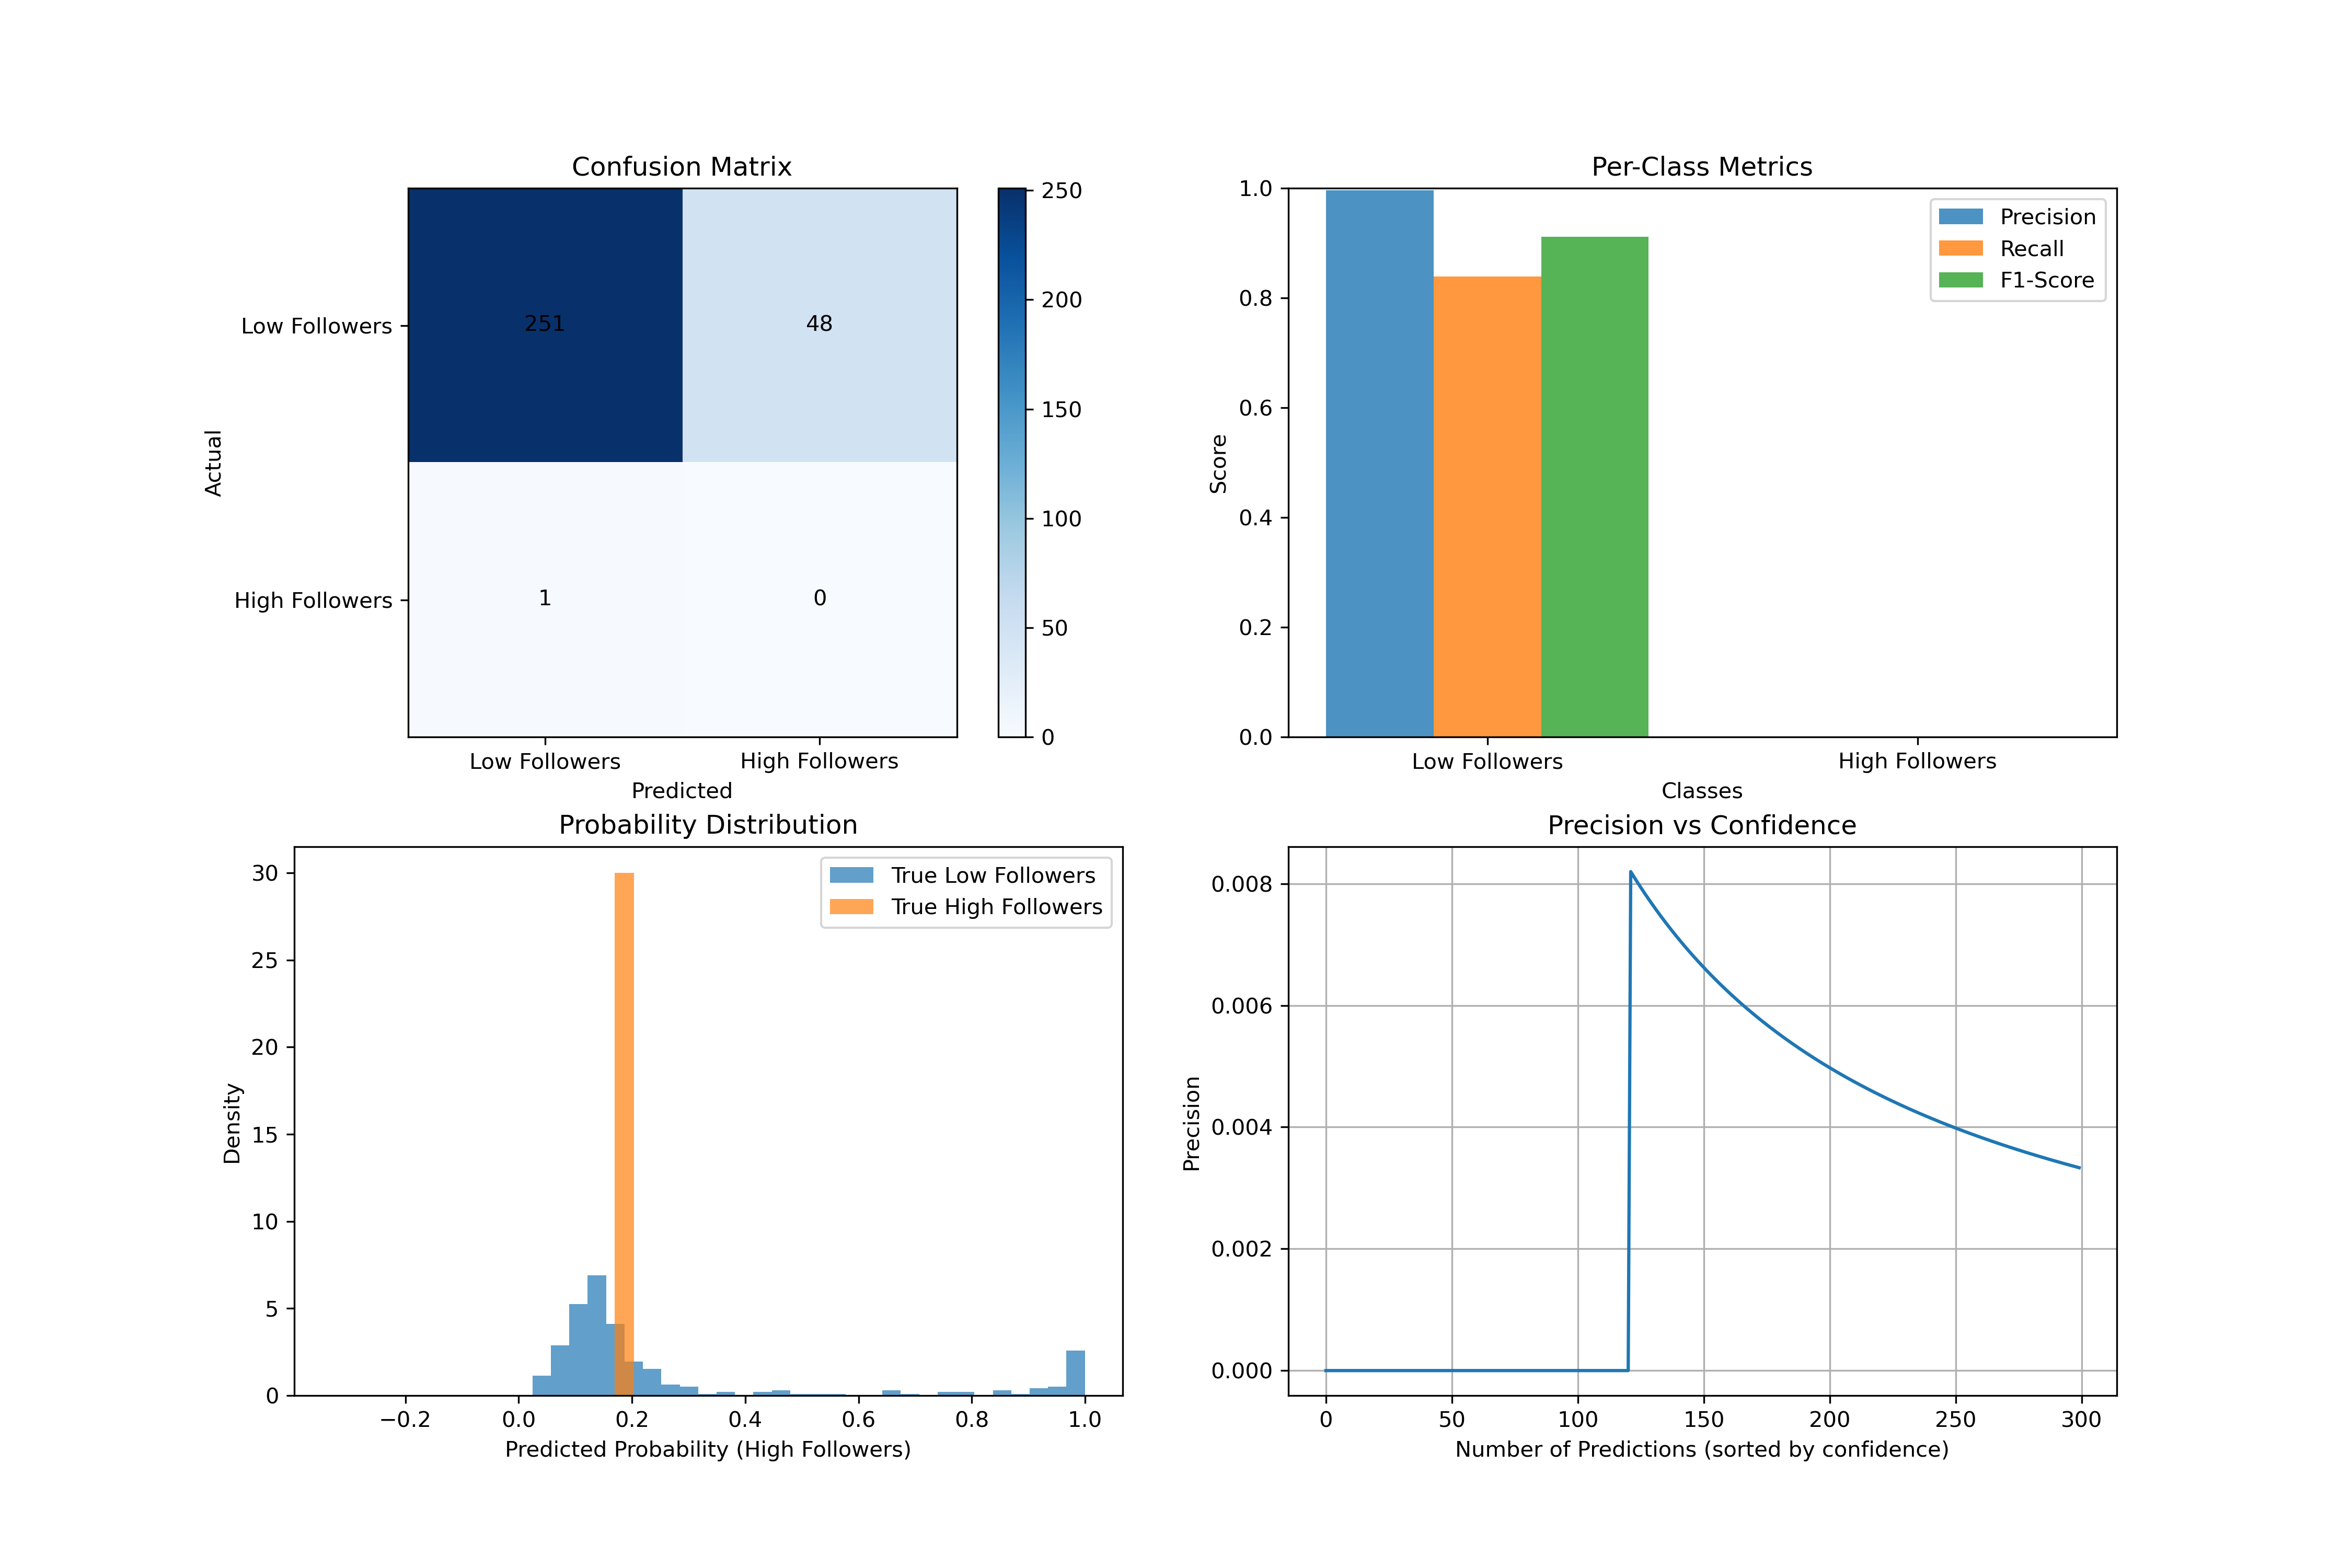 Confusion Matrix
251
48
1
0
Low Followers
High Followers
Actual
Low Followers
High Followers
Predicted
250
200
150
100
50
0
Per-Class Metrics
1.0
0.8
0.6
0.4
0.2
0.0
Score
Precision
Recall
F1-Score
Low Followers
High Followers
Classes
Probability Distribution
30
25
20
15
10
5
0
Density
True Low Followers
True High Followers
−0.2
0.0
0.2
0.4
0.6
0.8
1.0
Predicted Probability (High Followers)
Precision vs Confidence
0.008
0.006
0.004
0.002
0.000
Precision
0
50
100
150
200
250
300
Number of Predictions (sorted by confidence)